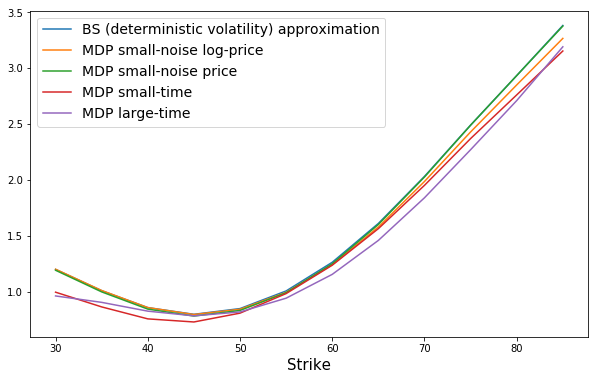 3.5
3.0
2.5
2.0
1.5
1.0
BS (deterministic volatility) approximation
MDP small-noise log-price
MDP small-noise price
MDP small-time
MDP large-time
30 40 50 60 70 80
Strike